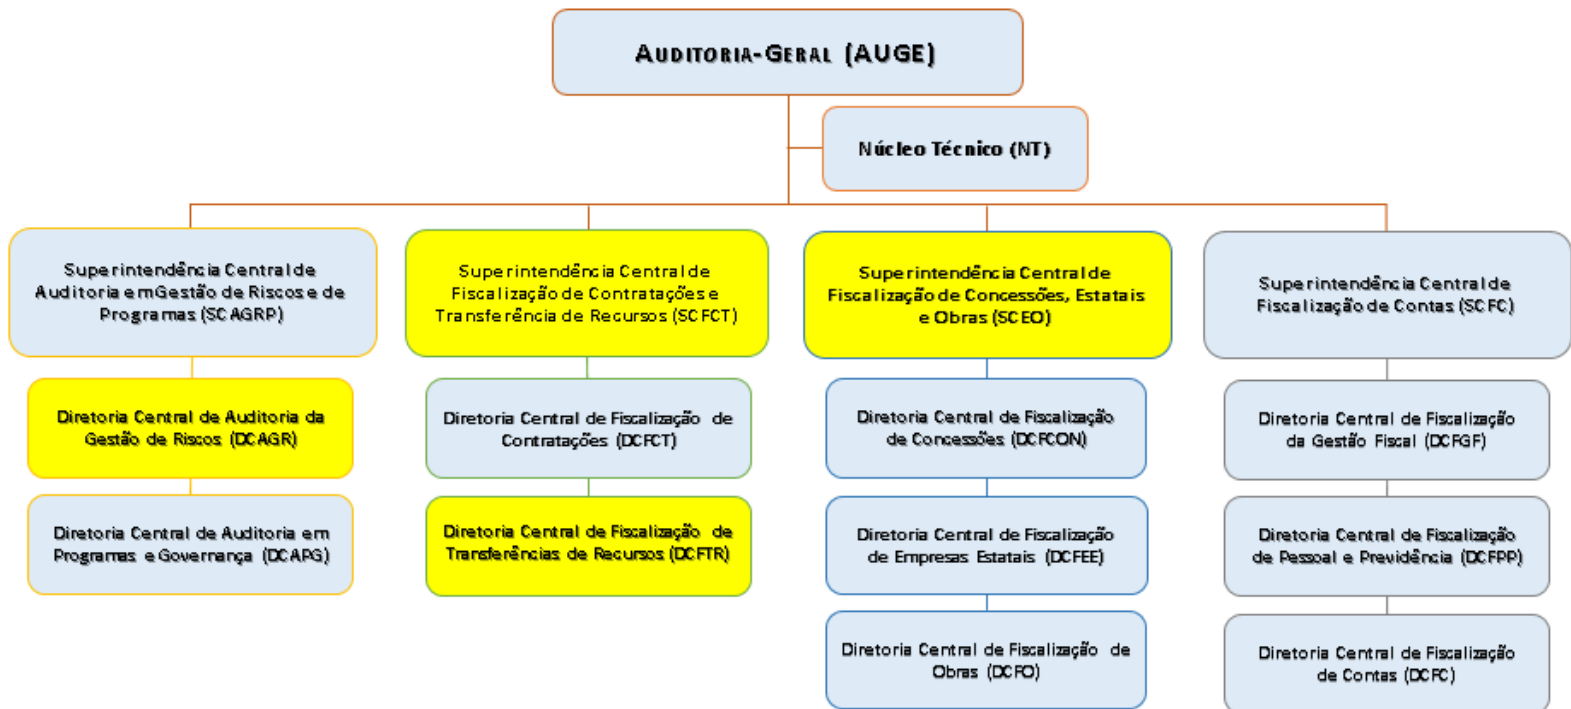 AUDITORIA-GERAL (AUGE)
Núcleo Técnico (NT)
Superintendência Central de
Auditoria em Gestão de Riscos e de
Programas (SCAGRP)
Superintendência Central de
Fiscalização de Contratações e
Transferência de Recursos (SCFCT)
Superintendência Central de
Fiscalização de Concessões, Estatais
e Obras (SCEO)
Superintendência Central de
Fiscalização de Contas (SCFC)
Diretoria Central de Auditoria da
Gestão de Riscos (DCAGR)
Diretoria Central de Auditoria em
Programas e Governança (DCAPG)
Diretoria Central de Fiscalização de
Contratações (DCFCT)
Diretoria Central de Fiscalização de
Transferências de Recursos (DCFTR)
Diretoria Central de Fiscalização
de Concessões (DCFCON)
Diretoria Central de Fiscalização
de Empresas Estatais (DCFEE)
Diretoria Central de Fiscalização de
Obras (DCFO)
Diretoria Central de Fiscalização
da Gestão Fiscal (DCFGF)
Diretoria Central de Fiscalização
de Pessoal e Previdência (DCFPP)
Diretoria Central de Fiscalização
de Contas (DCFC)